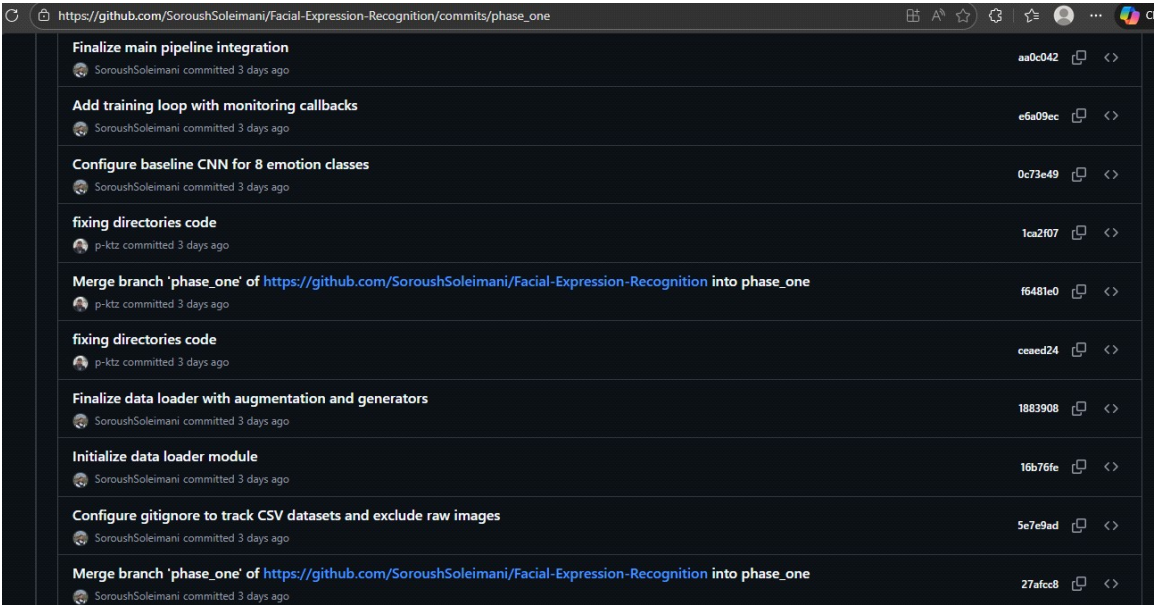 https://github.com/SoroushSoleimani/Facial-Expression-Recognition/commits/phase_one
Finalize main pipeline integration
SoroushSoleimani committed 3 days ago
aa0c042
Add training loop with monitoring callbacks
SoroushSoleimani committed 3 days ago
e6a09ec
Configure baseline CNN for 8 emotion classes
SoroushSoleimani committed 3 days ago
0c73e49
fixing directories code
p-ktz committed 3 days ago
1ca2f07
Merge branch 'phase_one' of https://github.com/SoroushSoleimani/Facial-Expression-Recognition into phase_one
p-ktz committed 3 days ago
f6481e0
fixing directories code
p-ktz committed 3 days ago
ceaed24
Finalize data loader with augmentation and generators
SoroushSoleimani committed 3 days ago
1883908
Initialize data loader module
SoroushSoleimani committed 3 days ago
16b76fe
Configure gitignore to track CSV datasets and exclude raw images
SoroushSoleimani committed 3 days ago
5e7e9ad
Merge branch 'phase_one' of https://github.com/SoroushSoleimani/Facial-Expression-Recognition into phase_one
SoroushSoleimani committed 3 days ago
27afcc8